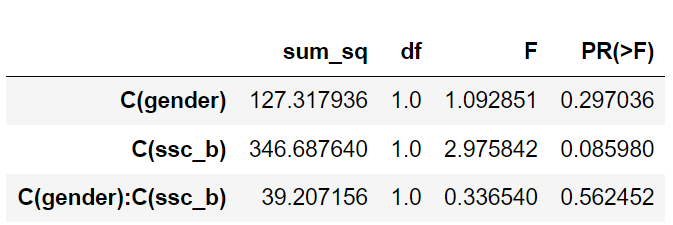 sum_sq df F PR(>F)
C(gender) 127.317936 1.0 1.092851 0.297036
C(ssc_b) 346.687640 1.0 2.975842 0.085980
C(gender):C(ssc_b) 39.207156 1.0 0.336540 0.562452